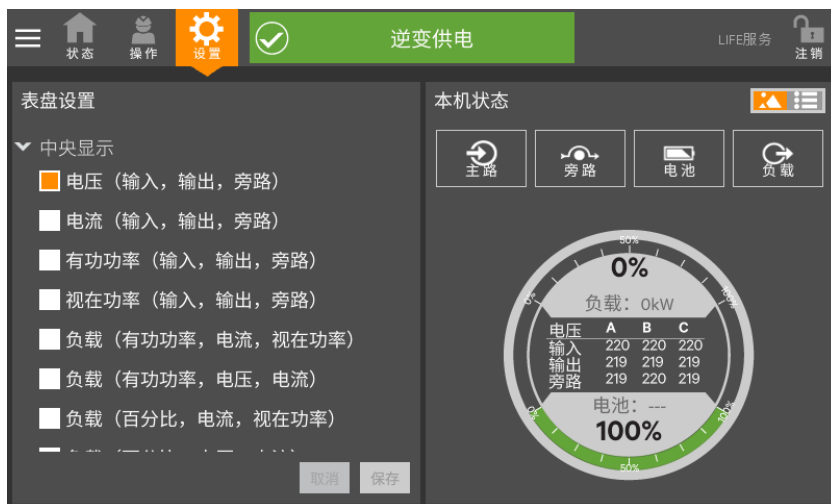 状态
操作
设置
逆变供电
LIFE服务
注销
表盘设置
中央显示
电压（输入，输出，旁路）
电流（输入，输出，旁路）
有功功率（输入，输出，旁路）
视在功率（输入，输出，旁路）
负载（有功功率，电流，视在功率）
负载（有功功率，电压，电流）
负载（百分比，电流，视在功率）
取消
保存
本机状态
主路
旁路
电池
负载
50%
0%
100%
0%
负载：0kW
电压 A B C
输入 220 220 220
输出 219 219 219
旁路 219 220 219
电池：---
100%
0%
100%
50%